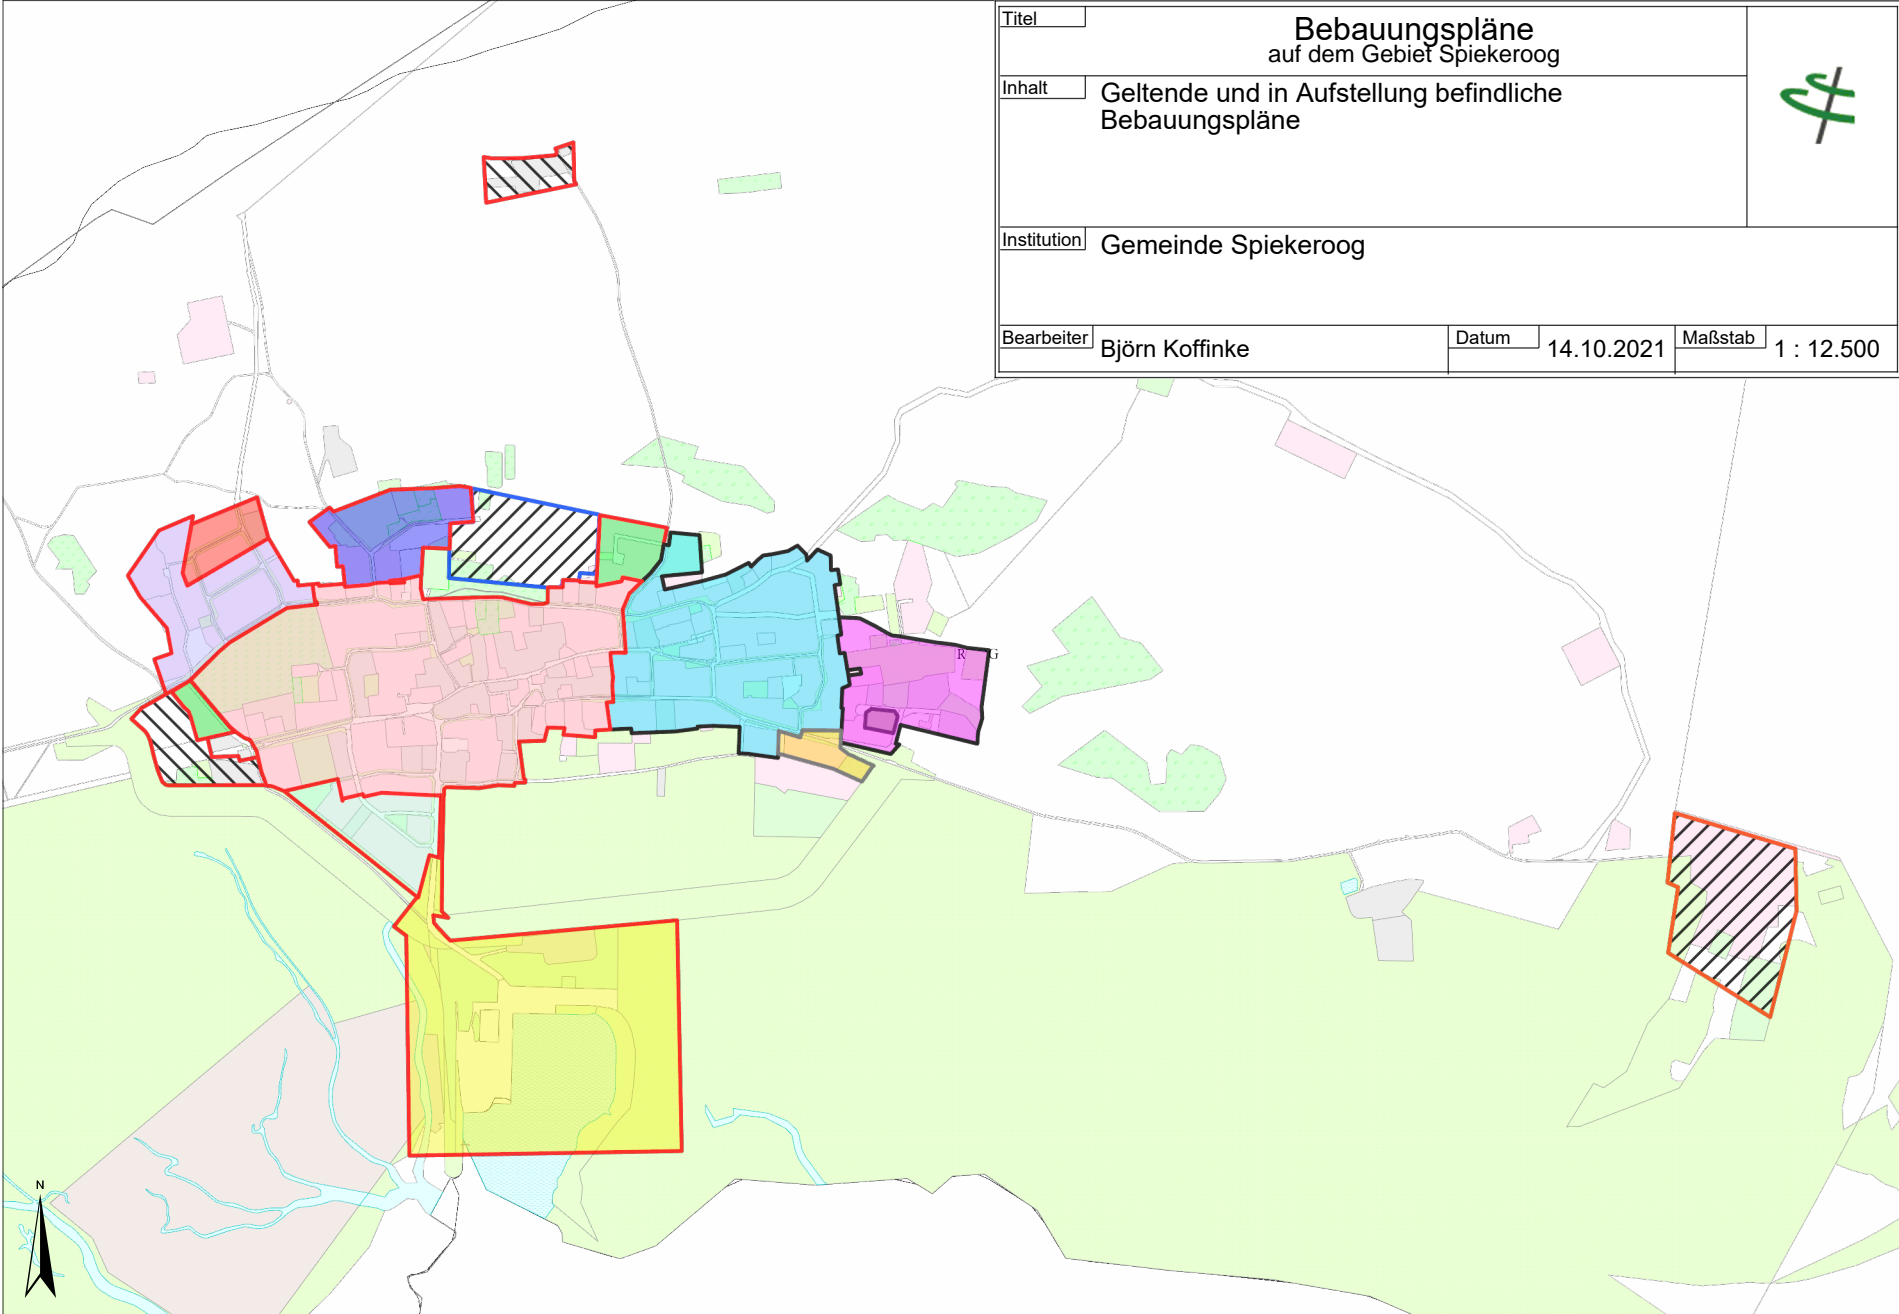 Titel
Bebauungspläne
auf dem Gebiet Spiekeroog
Inhalt
Geltende und in Aufstellung befindliche
Bebauungspläne
Institution
Gemeinde Spiekeroog
Bearbeiter
Björn Koffinke
Datum
14.10.2021
Maßstab
1 : 12.500
R G
N